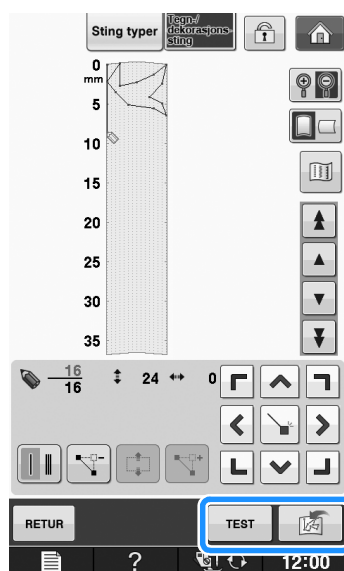 Sting typer
Tegn-/
dekorasjons-
sting
0
mm
5
10
15
20
25
30
35
16
16
24
0
RETUR
TEST
?
12:00